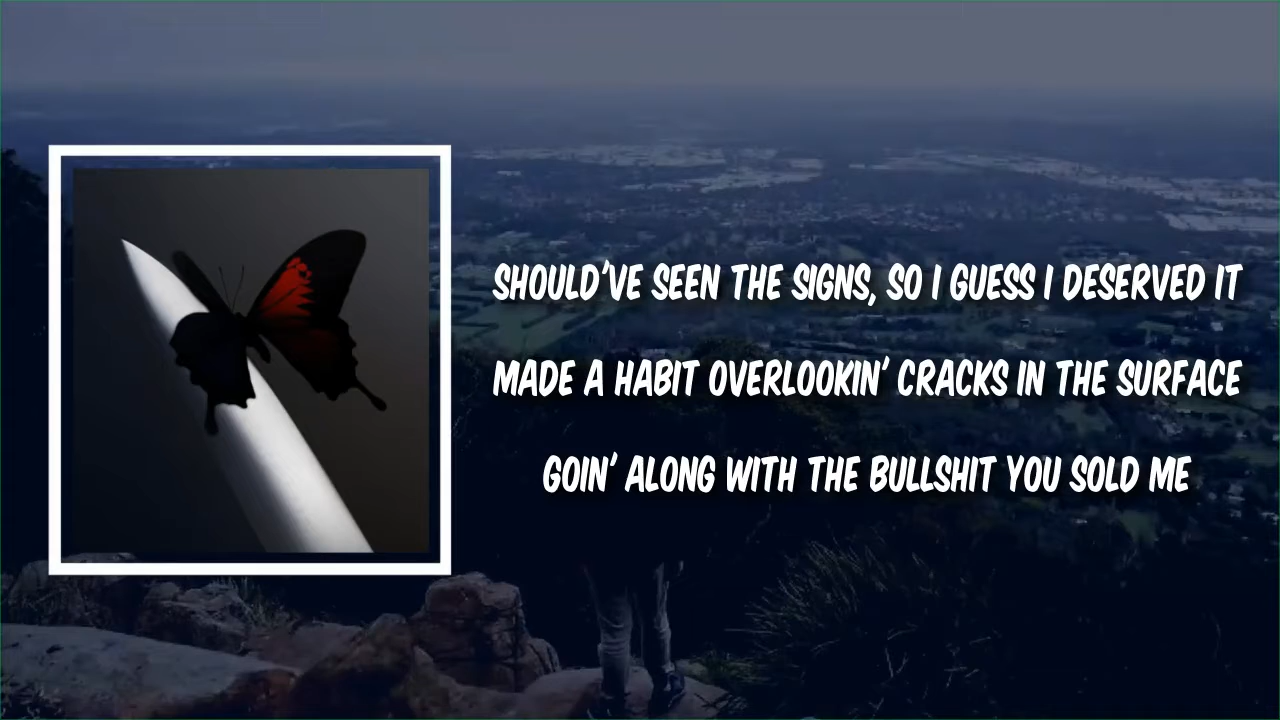 SHOULD'VE SEEN THE SIGNS, SO I GUESS I DESERVED IT
MADE A HABIT OVERLOOKIN' CRACKS IN THE SURFACE
GOIN' ALONG WITH THE BULLSHIT YOU SOLD ME